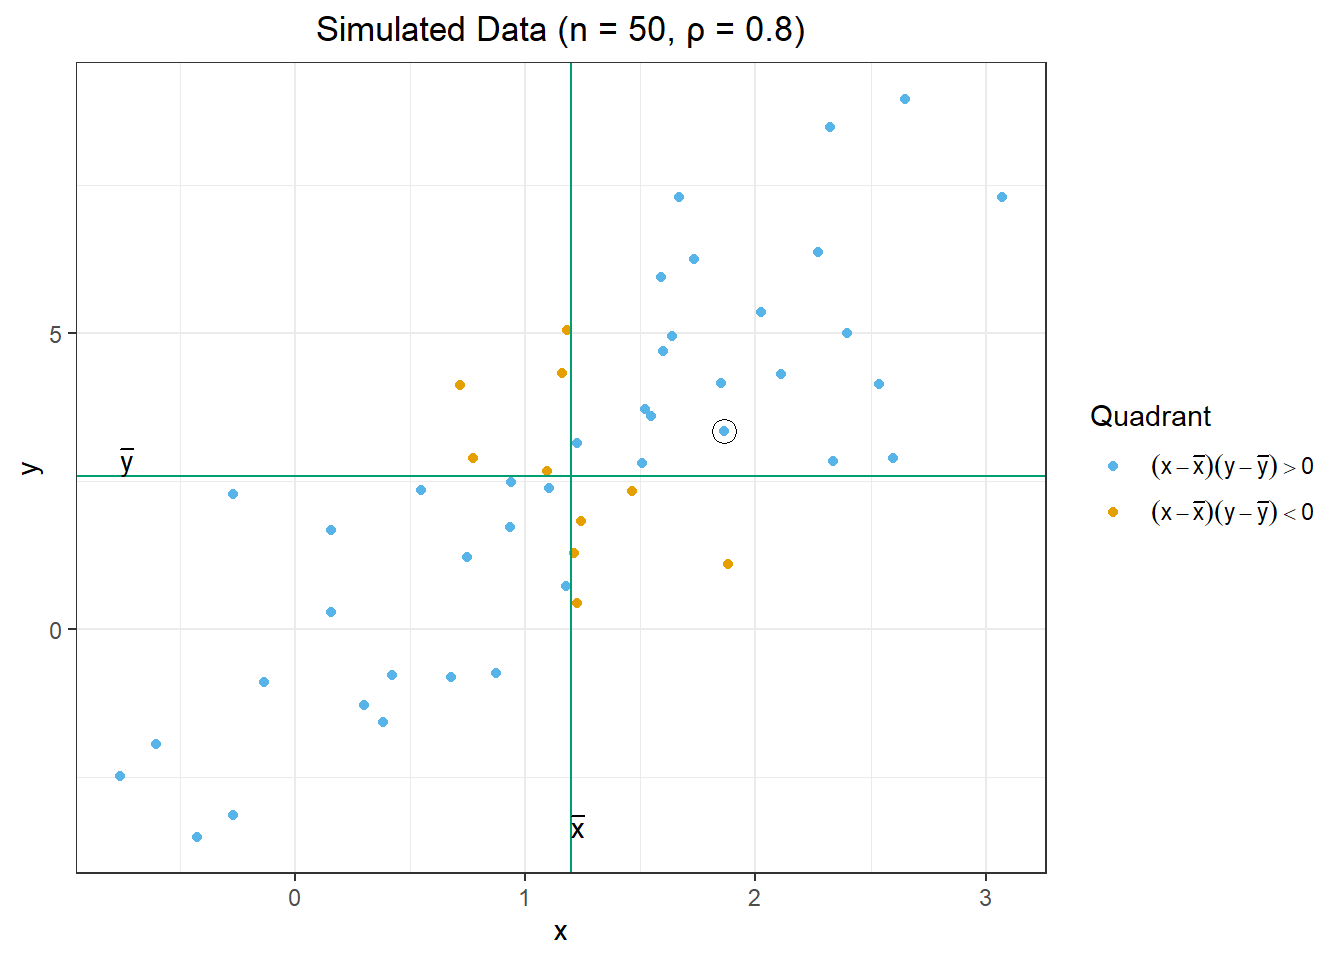 Simulated Data (n = 50, ρ = 0.8)
y
5
0
y̅
x̅
0 1 2 3
x
Quadrant
(x − x̅)(y − y̅) > 0
(x − x̅)(y − y̅) < 0